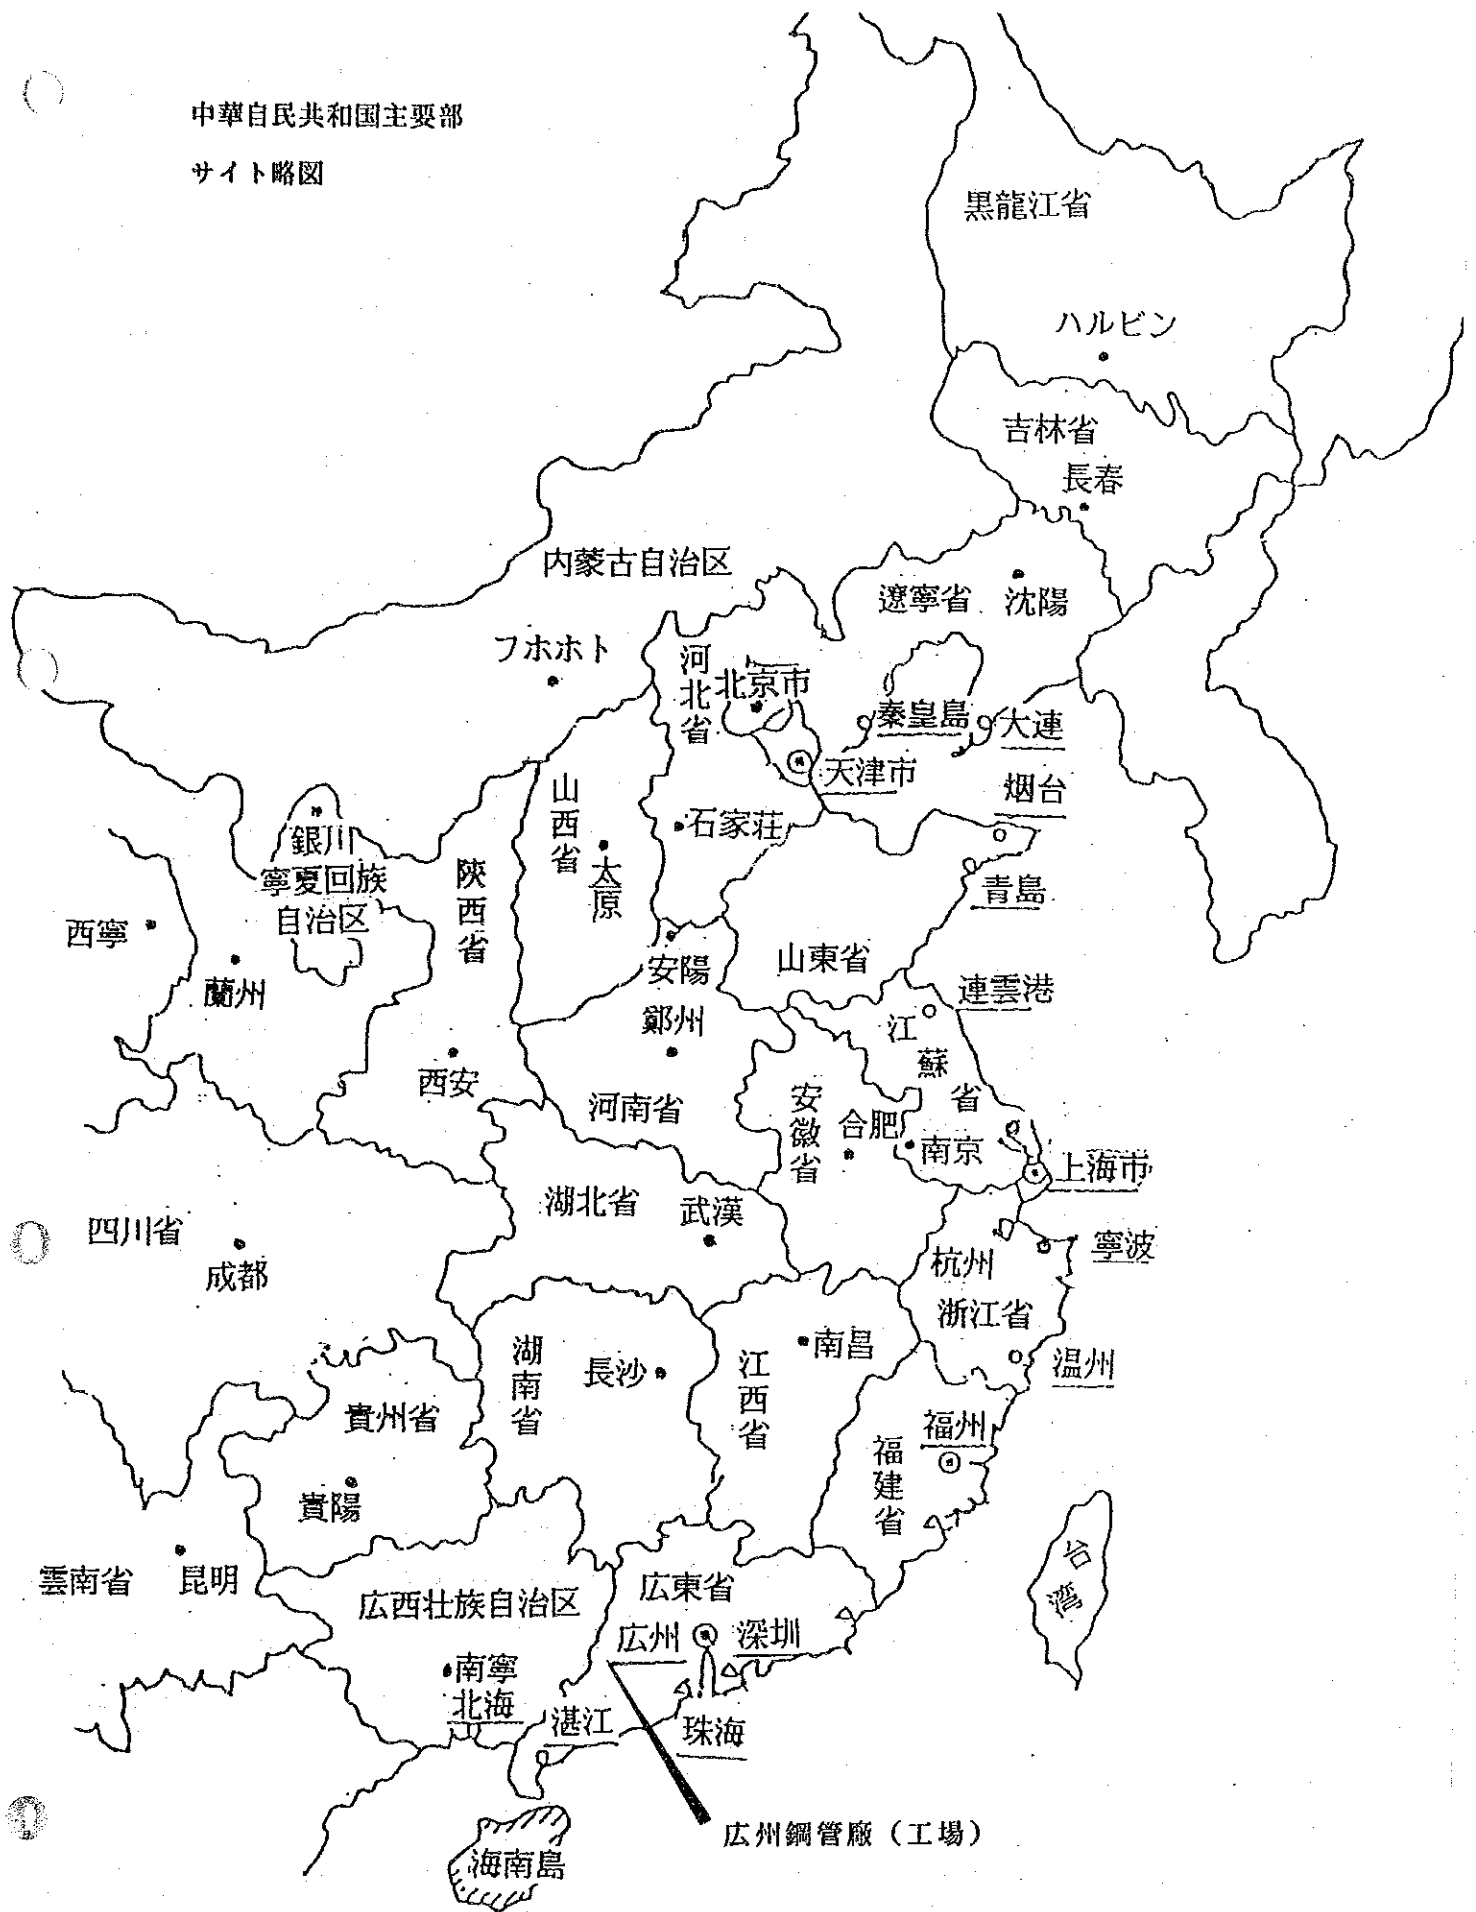 中華自民共和国主要部
サイト略図
黒龍江省
ハルビン
吉林省
長春
内蒙古自治区
遼寧省
沈陽
フホホト
河北省
北京市
秦皇島
大連
天津市
烟台
山西省
石家荘
銀川
太原
寧夏回族
自治区
陝西省
青島
西寧
蘭州
安陽
山東省
連雲港
鄭州
江蘇省
西安
河南省
安徽省
合肥
南京
上海市
湖北省
武漢
四川省
成都
杭州
寧波
浙江省
湖南省
長沙
江西省
南昌
温州
貴州省
福州
福建省
貴陽
台湾
雲南省
昆明
広西壮族自治区
広東省
広州
深圳
南寧
北海
湛江
珠海
広州鋼管廠（工場）
海南島